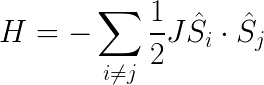 H = -\sum_{i \neq j} \frac{1}{2} J \hat{S}_i \cdot \hat{S}_j